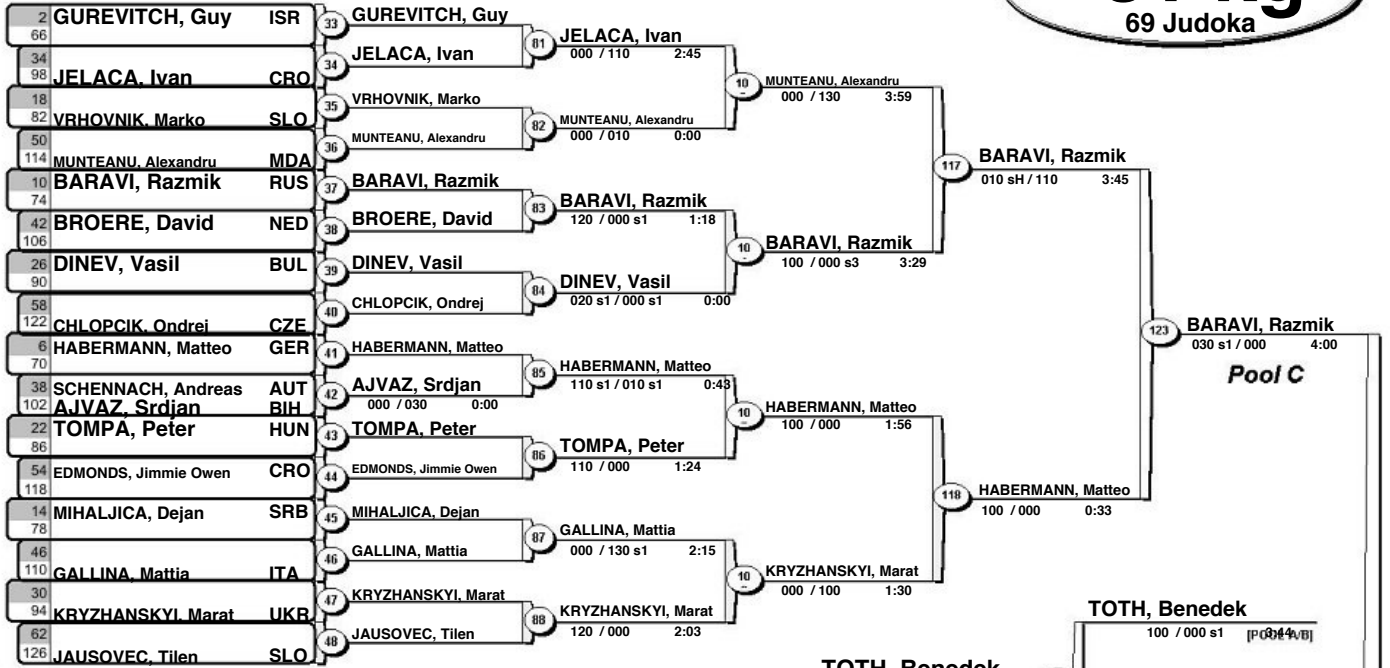 69 Judoka
2 GUREVITCH, Guy ISR
66
34
98 JELACA, Ivan CRO
18
82 VRHOVNIK, Marko SLO
50
114 MUNTEANU, Alexandru MDA
10 BARAVI, Razmik RUS
74
42 BROERE, David NED
106
26 DINEV, Vasil BUL
90
58
122 CHLOPCIK, Ondrej CZE
6 HABERMANN, Matteo GER
70
38 SCHENNACH, Andreas AUT
102 AJVAZ, Srdjan BIH
22 TOMPA, Peter HUN
86
54 EDMONDS, Jimmie Owen CRO
118
14 MIHALJICA, Dejan SRB
78
46
110 GALLINA, Mattia ITA
30
94 KRYZHANSKYI, Marat UKR
62
126 JAUSOVEC, Tilen SLO
33 GUREVITCH, Guy
34 JELACA, Ivan
35 VRHOVNIK, Marko
36 MUNTEANU, Alexandru
37 BARAVI, Razmik
38 BROERE, David
39 DINEV, Vasil
40 CHLOPCIK, Ondrej
41 HABERMANN, Matteo
42 AJVAZ, Srdjan
000 / 030 0:00
43 TOMPA, Peter
44 EDMONDS, Jimmie Owen
45 MIHALJICA, Dejan
46 GALLINA, Mattia
47 KRYZHANSKYI, Marat
48 JAUSOVEC, Tilen
81 JELACA, Ivan
000 / 110 2:45
82 MUNTEANU, Alexandru
000 / 010 0:00
83 BARAVI, Razmik
120 / 000 s1 1:18
84 DINEV, Vasil
020 s1 / 000 s1 0:00
85 HABERMANN, Matteo
110 s1 / 010 s1 0:43
86 TOMPA, Peter
110 / 000 1:24
87 GALLINA, Mattia
000 / 130 s1 2:15
88 KRYZHANSKYI, Marat
120 / 000 2:03
10 MUNTEANU, Alexandru
000 / 130 3:59
10 BARAVI, Razmik
100 / 000 s3 3:29
10 HABERMANN, Matteo
100 / 000 1:56
10 KRYZHANSKYI, Marat
000 / 100 1:30
117 BARAVI, Razmik
010 sH / 110 3:45
118 HABERMANN, Matteo
100 / 000 0:33
123 BARAVI, Razmik
030 s1 / 000 4:00
Pool C
TOTH, Benedek
100 / 000 s1 3:44
TOTH, Benedek